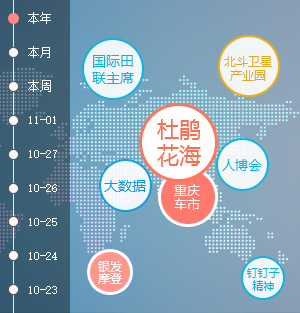 本年
本月
本周
11-01
10-27
10-26
10-25
10-24
10-23
国际田
联主席
北斗卫星
产业园
杜鹃
花海
人博会
大数据
重庆
车市
银发
摩登
钉钉子
精神